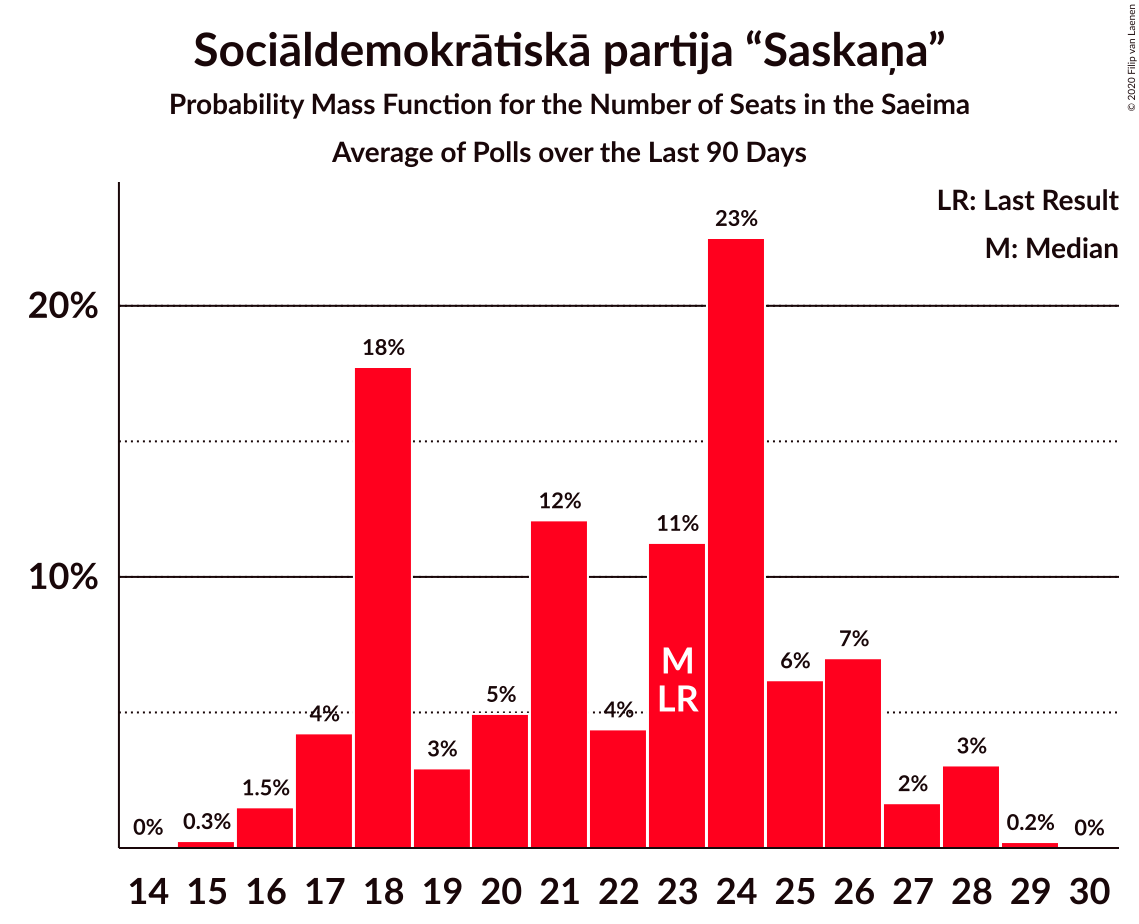 Sociāldemokrātiskā partija “Saskaņa”
Probability Mass Function for the Number of Seats in the Saeima
Average of Polls over the Last 90 Days
© 2020 Filip van Laenen
LR: Last Result
M: Median
20%
10%
0%
0.3%
1.5%
4%
18%
3%
5%
12%
4%
11%
23%
6%
7%
2%
3%
0.2%
0%
M
LR
14 15 16 17 18 19 20 21 22 23 24 25 26 27 28 29 30